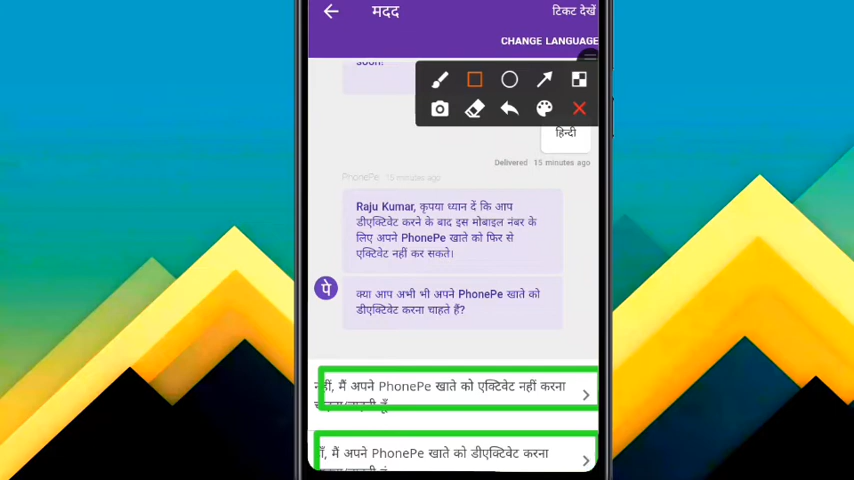 मदद
टिकट देखें
CHANGE LANGUAGE
soon!
हिन्दी
Delivered · 15 minutes ago
PhonePe 15 minutes ago
Raju Kumar, कृपया ध्यान दें कि आप
डीएक्टिवेट करने के बाद इस मोबाइल नंबर के
लिए अपने PhonePe खाते को फिर से
एक्टिवेट नहीं कर सकते।
पे
क्या आप अभी भी अपने PhonePe खाते को
डीएक्टिवेट करना चाहते हैं?
नहीं, मैं अपने PhonePe खाते को एक्टिवेट नहीं करना
हाँ, मैं अपने PhonePe खाते को डीएक्टिवेट करना